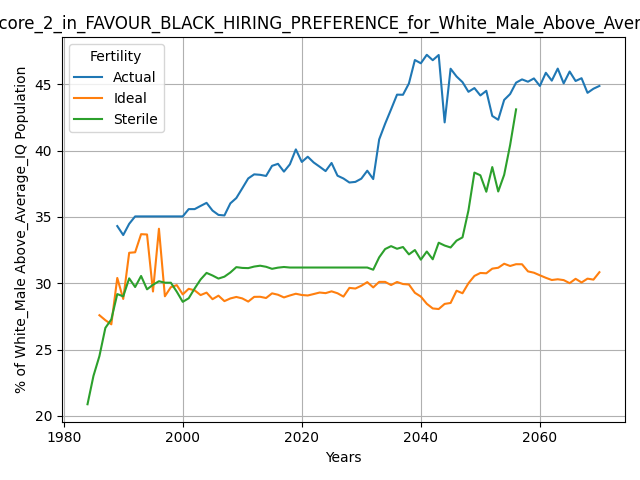 core_2_in_FAVOUR_BLACK_HIRING_PREFERENCE_for_White_Male_Above_Aver
Fertility
Actual
Ideal
Sterile
% of White_Male Above_Average_IQ Population
45
40
35
30
25
20
1980
2000
2020
2040
2060
Years